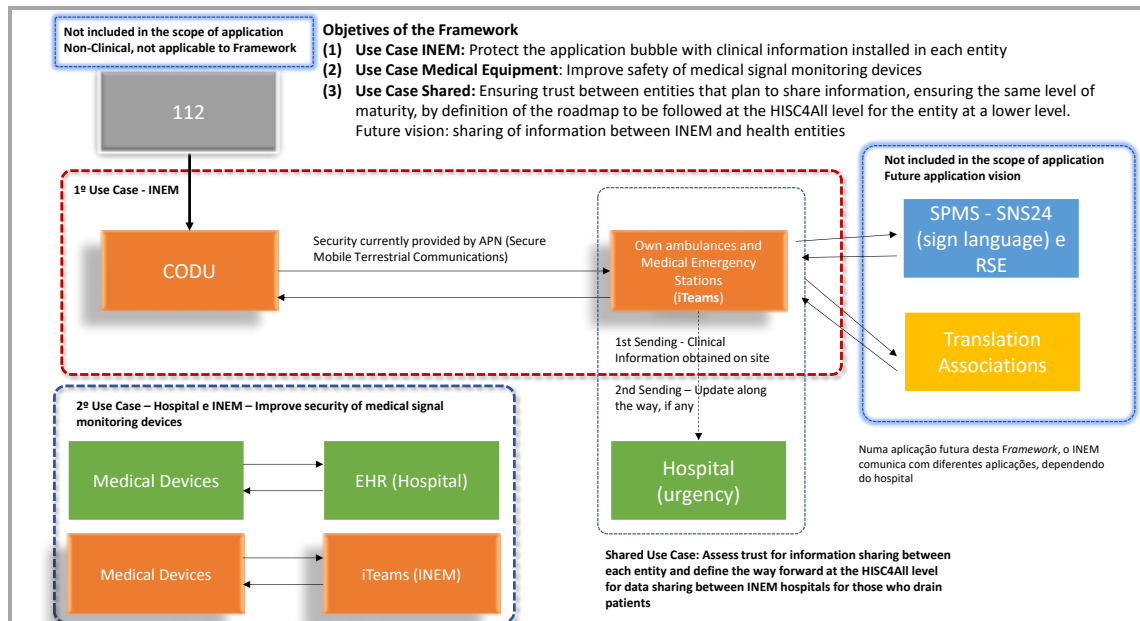 Not included in the scope of application
Non-Clinical, not applicable to Framework
112
Objectives of the Framework
(1) Use Case INEM: Protect the application bubble with clinical information installed in each entity
(2) Use Case Medical Equipment: Improve safety of medical signal monitoring devices
(3) Use Case Shared: Ensuring trust between entities that plan to share information, ensuring the same level of
maturity, by definition of the roadmap to be followed at the HISC4All level for the entity at a lower level.
Future vision: sharing of information between INEM and health entities
1º Use Case - INEM
CODU
Security currently provided by APN (Secure
Mobile Terrestrial Communications)
Own ambulances and
Medical Emergency
Stations
(iTeams)
1st Sending - Clinical
Information obtained on site
2nd Sending – Update along
the way, if any
Hospital
(urgency)
Shared Use Case: Assess trust for information sharing between
each entity and define the way forward at the HISC4All level
for data sharing between INEM hospitals for those who drain
patients
Not included in the scope of application
Future application vision
SPMS - SNS24
(sign language) e
RSE
Translation
Associations
Numa aplicação futura desta Framework, o INEM
comunica com diferentes aplicações, dependendo
do hospital
2º Use Case – Hospital e INEM – Improve security of medical signal
monitoring devices
Medical Devices
EHR (Hospital)
Medical Devices
iTeams (INEM)